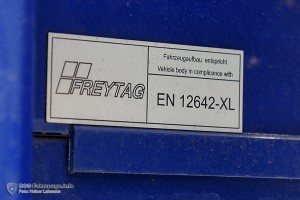 FREYTAG
Fahrzeugaufbau entspricht
Vehicle body in compliance with
EN 12642-XL